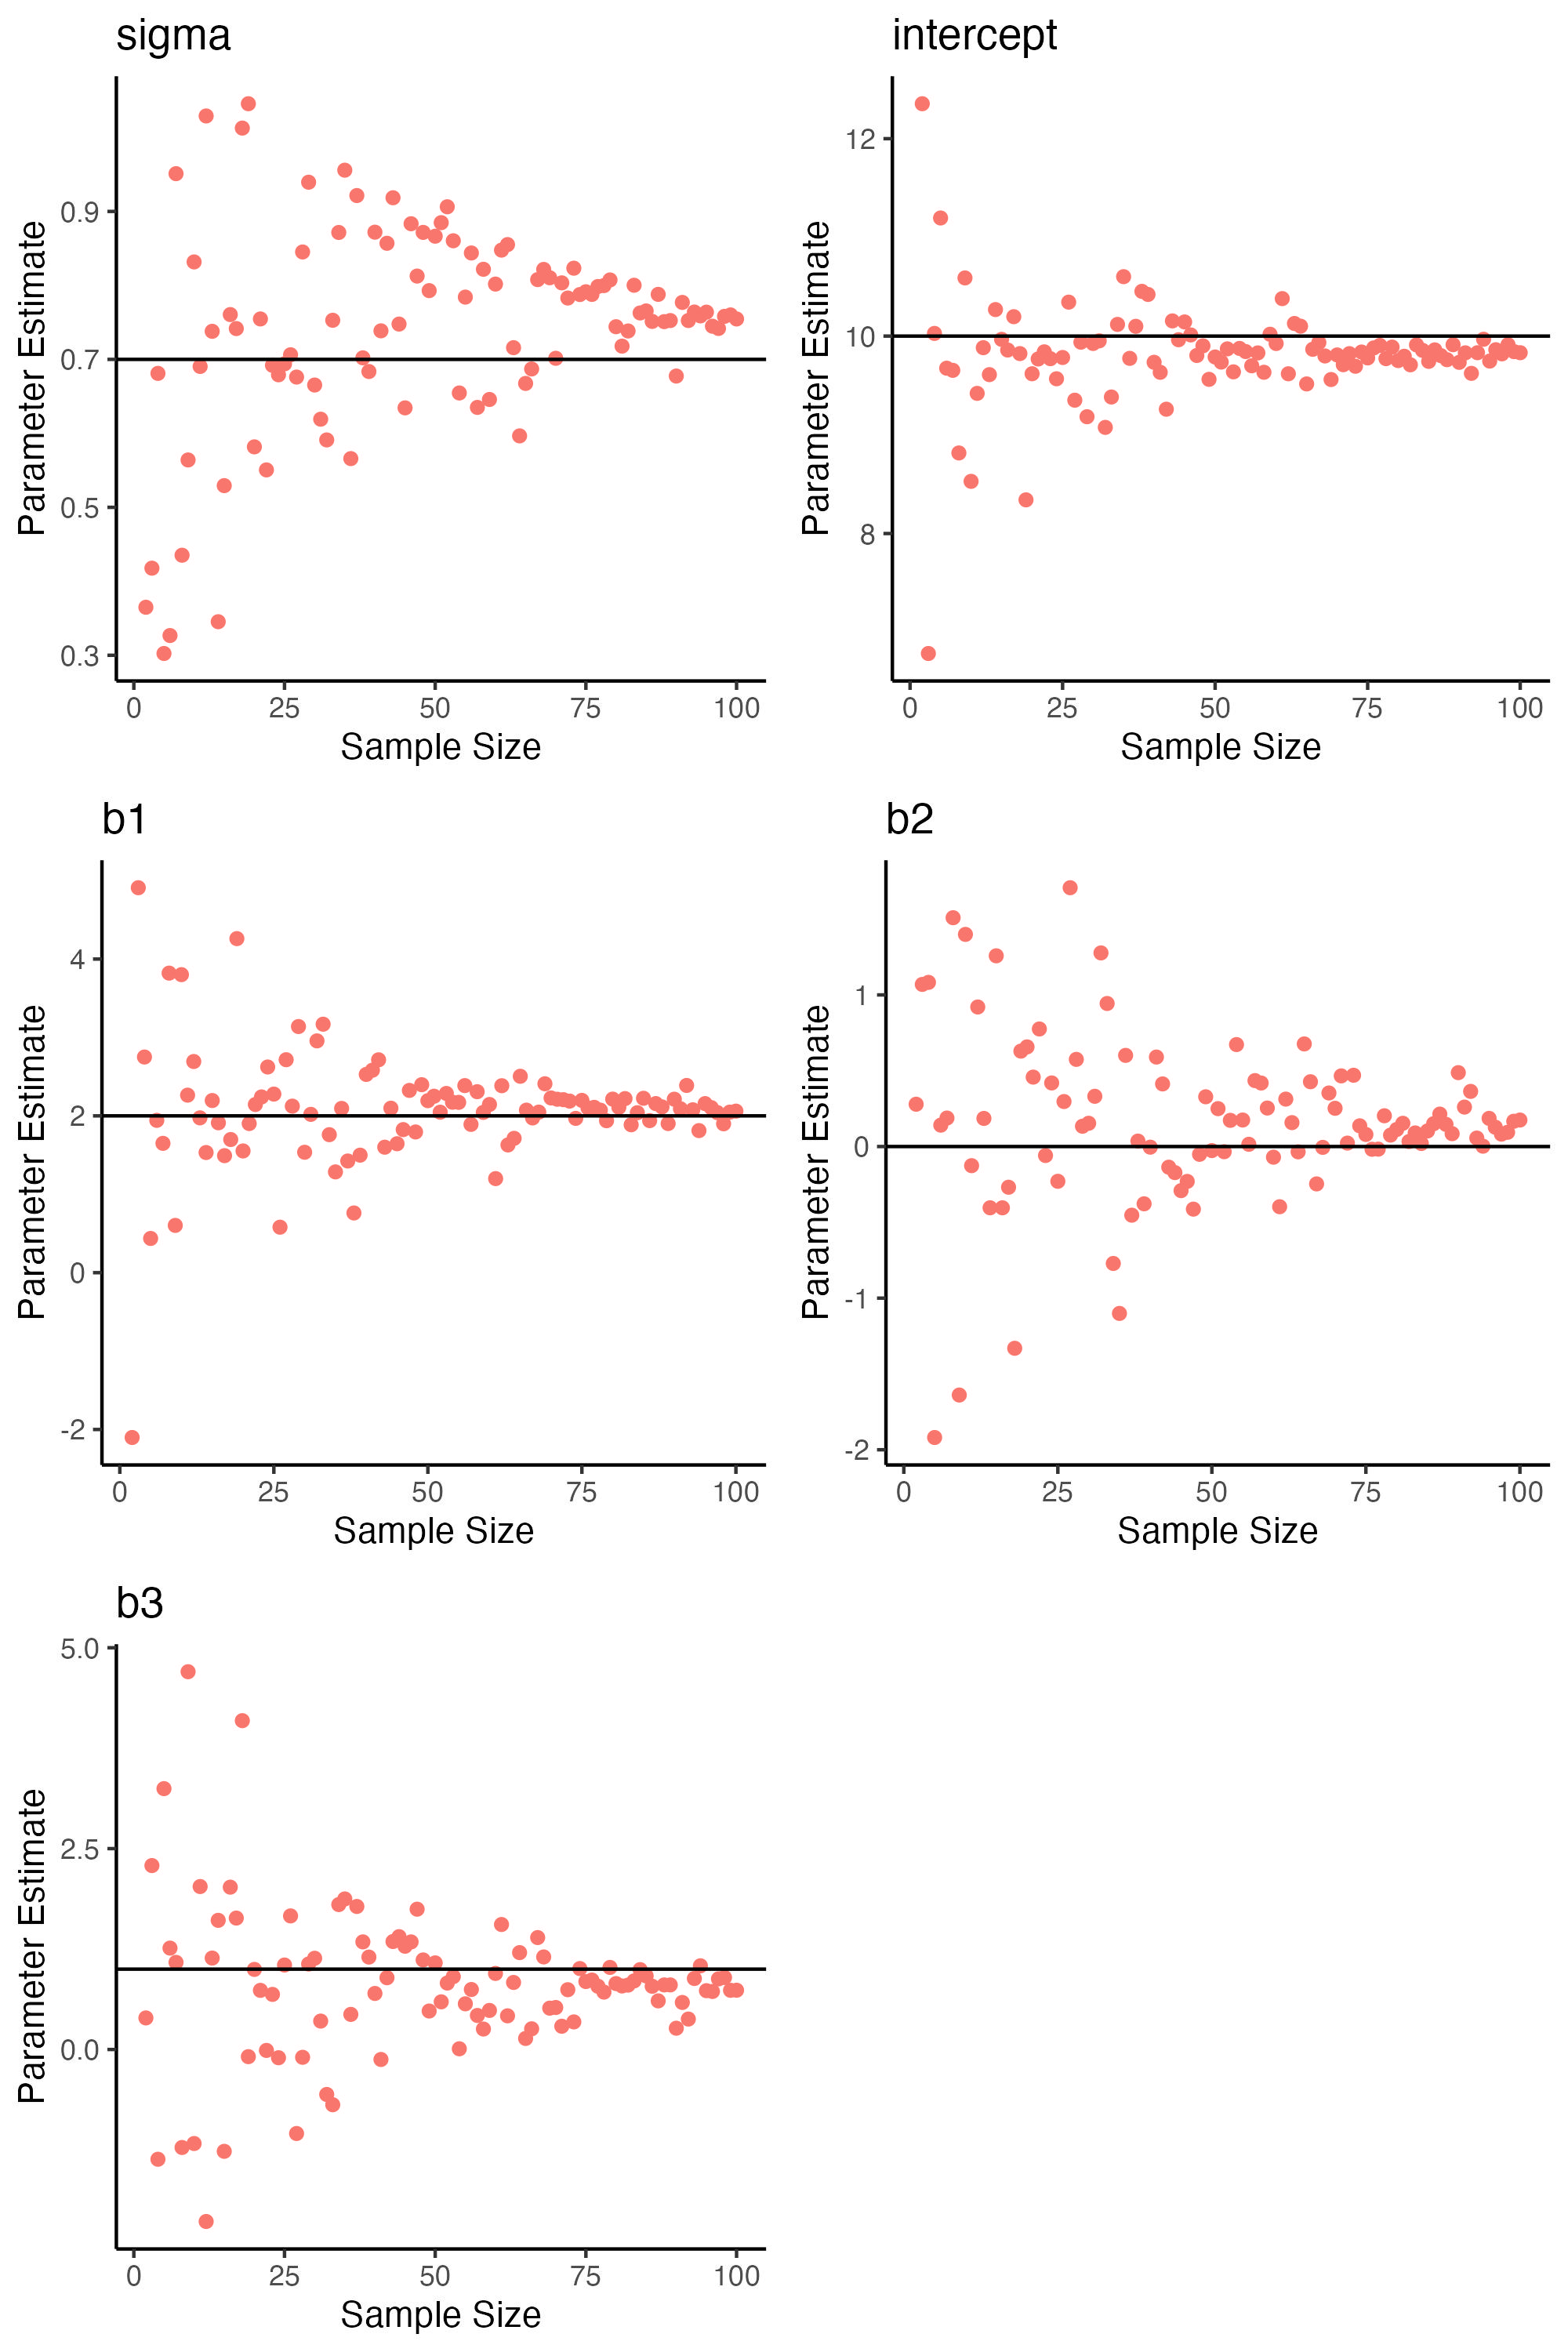 sigma
Parameter Estimate
0.9
0.7
0.5
0.3
0 25 50 75 100
Sample Size
intercept
Parameter Estimate
12
10
8
0 25 50 75 100
Sample Size
b1
Parameter Estimate
4
2
0
-2
0 25 50 75 100
Sample Size
b2
Parameter Estimate
1
0
-1
-2
0 25 50 75 100
Sample Size
b3
Parameter Estimate
5.0
2.5
0.0
0 25 50 75 100
Sample Size